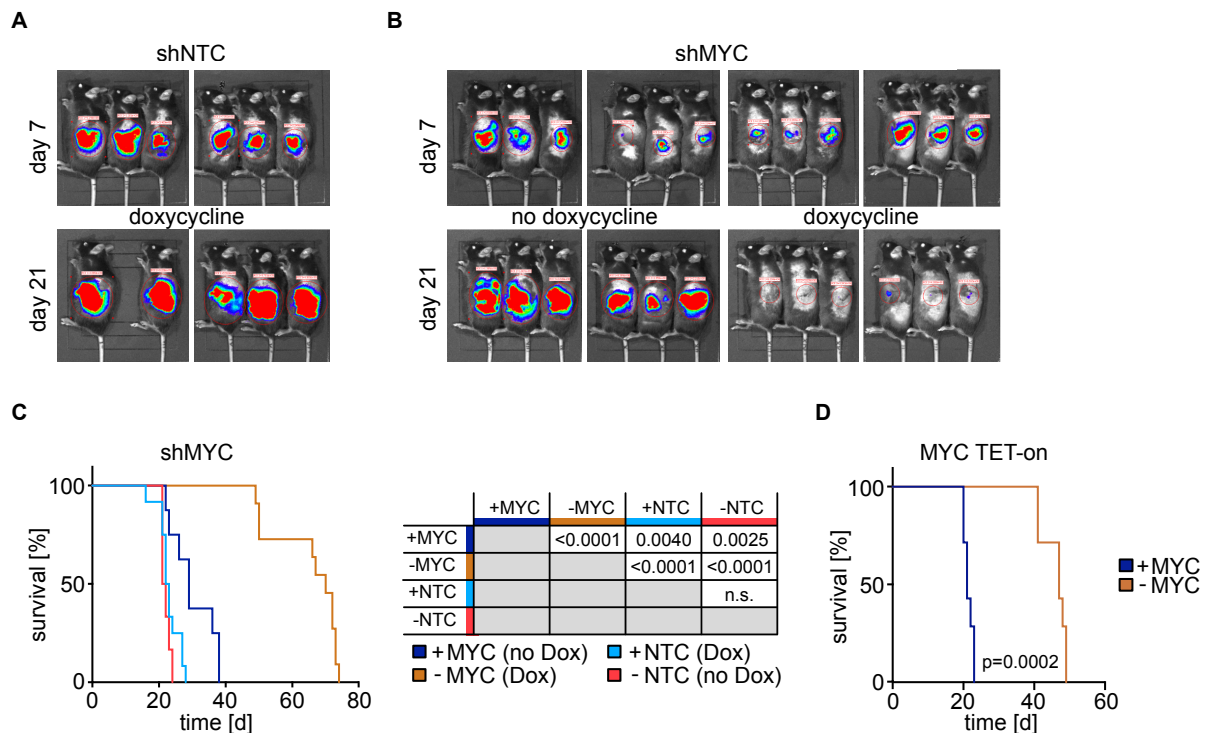 A
B
shNTC
shMYC
day 7
day 7
doxycycline
no doxycycline
doxycycline
day 21
day 21
C
D
shMYC
MYC TET-on
survival [%]
100
50
0
0
20
40
60
80
time [d]
+MYC
-MYC
+NTC
-NTC
+MYC
<0.0001
0.0040
0.0025
-MYC
<0.0001
<0.0001
+NTC
n.s.
-NTC
+MYC (no Dox)
+NTC (Dox)
-MYC (Dox)
-NTC (no Dox)
survival [%]
100
50
0
0
20
40
60
p=0.0002
time [d]
+MYC
-MYC